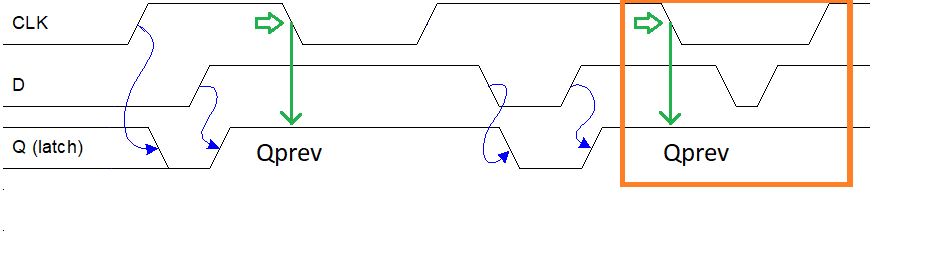 CLK
D
Q (latch)
Qprev
Qprev